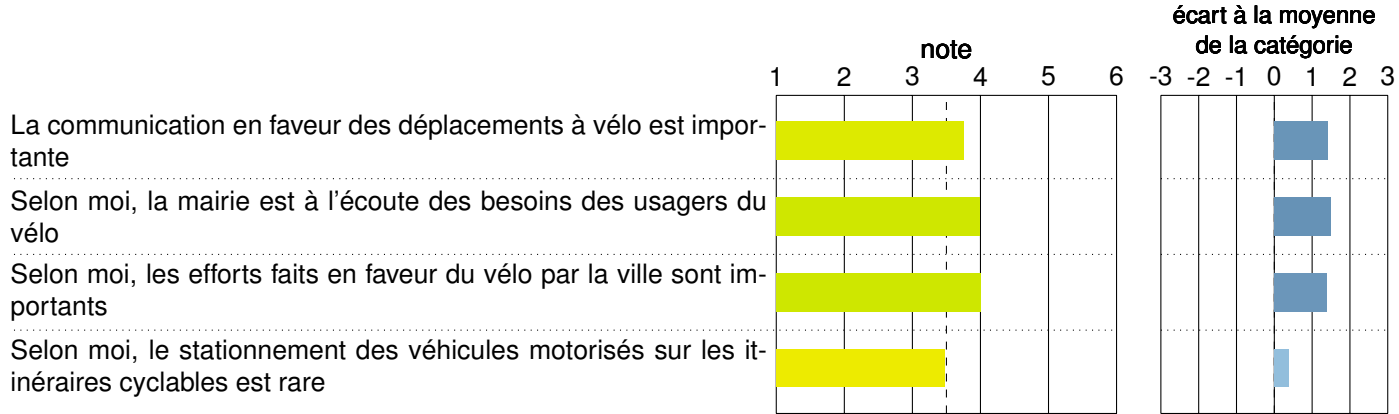 écart à la moyenne
de la catégorie
note
1 2 3 4 5 6
-3 -2 -1 0 1 2 3
La communication en faveur des déplacements à vélo est impor-
tante
Selon moi, la mairie est à l'écoute des besoins des usagers du
vélo
Selon moi, les efforts faits en faveur du vélo par la ville sont im-
portants
Selon moi, le stationnement des véhicules motorisés sur les it-
inéraires cyclables est rare